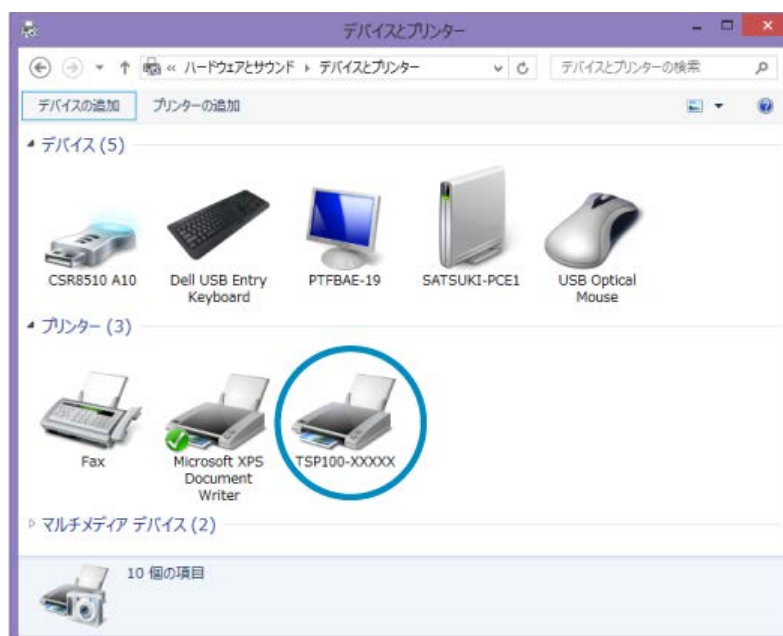 デバイスとプリンター
« ハードウェアとサウンド ▸ デバイスとプリンター
デバイスとプリンターの検索
デバイスの追加 プリンターの追加
デバイス (5)
CSR8510 A10
Dell USB Entry
Keyboard
PTFBAE-19
SATSUKI-PCE1
USB Optical
Mouse
プリンター (3)
Fax
Microsoft XPS
Document
Writer
TSP100-XXXXX
マルチメディア デバイス (2)
10 個の項目